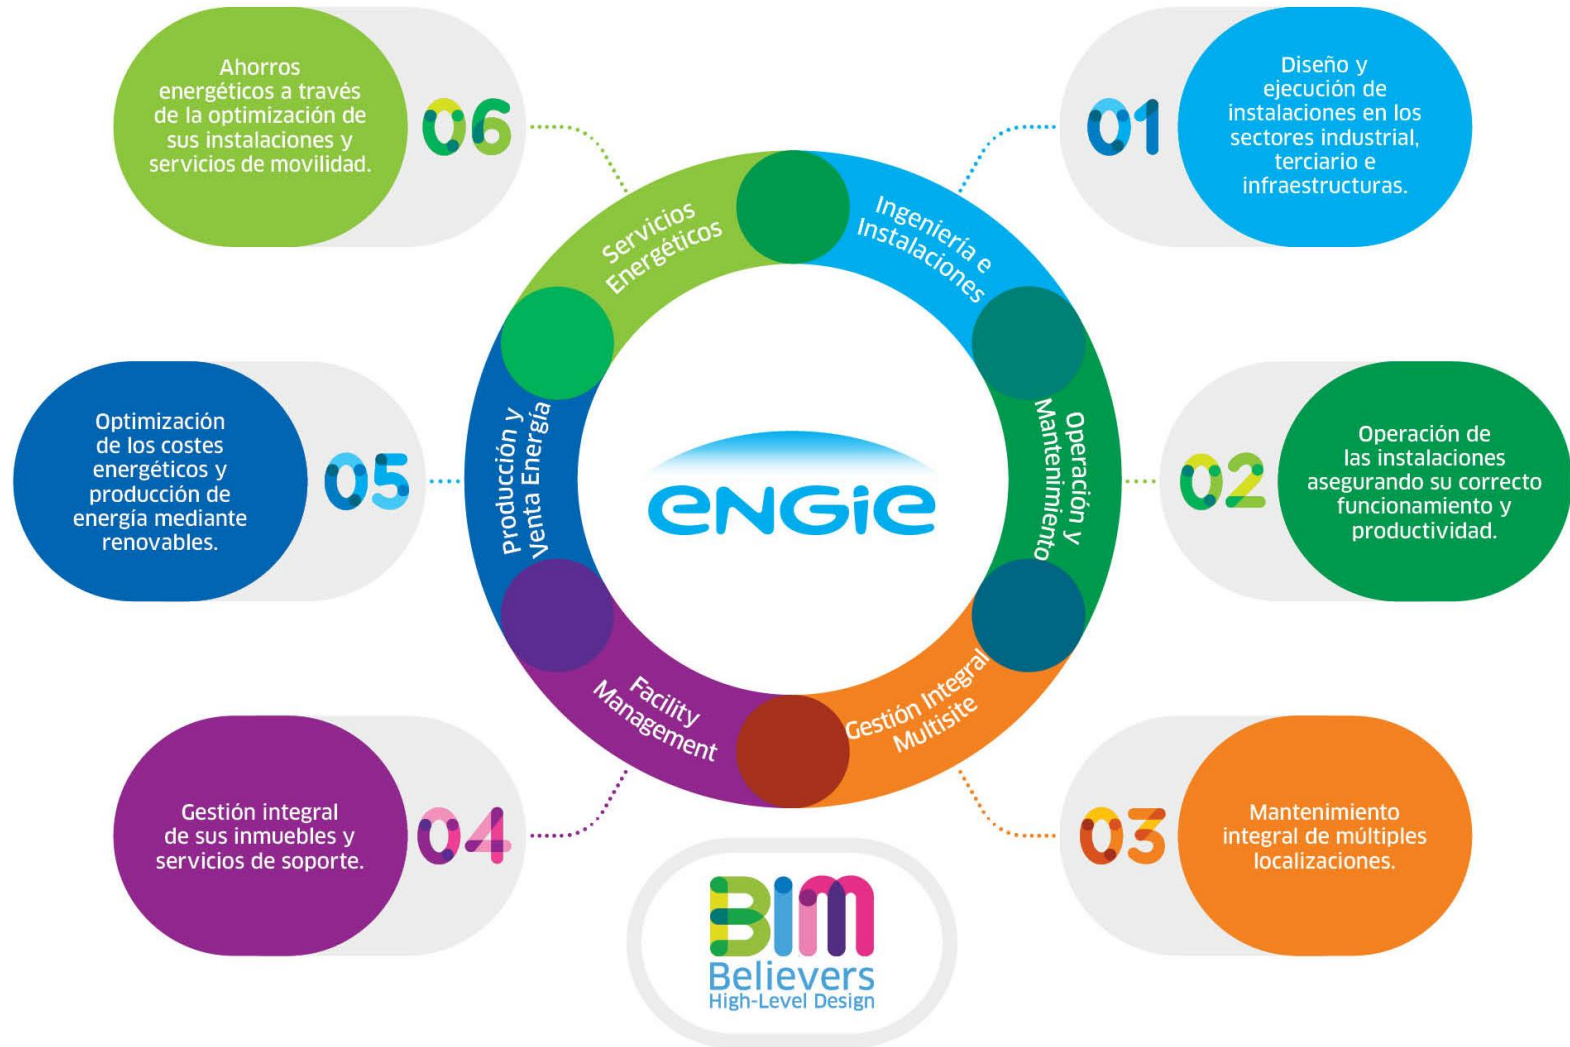 Ahorros
energéticos a través
de la optimización de
sus instalaciones y
servicios de movilidad.
06
01
Diseño y
ejecución de
instalaciones en los
sectores industrial,
terciario e
infraestructuras.
Servicios
Energéticos
Ingeniería e
Instalaciones
Optimización
de los costes
energéticos y
producción de
energía mediante
renovables.
05
Producción y
Venta Energía
ENGIE
Operación y
Mantenimiento
02
Operación de
las instalaciones
asegurando su correcto
funcionamiento y
productividad.
Facility
Management
Gestión Integral
Multisite
Gestión integral
de sus inmuebles y
servicios de soporte.
04
03
Mantenimiento
integral de múltiples
localizaciones.
BIM
Believers
High-Level Design